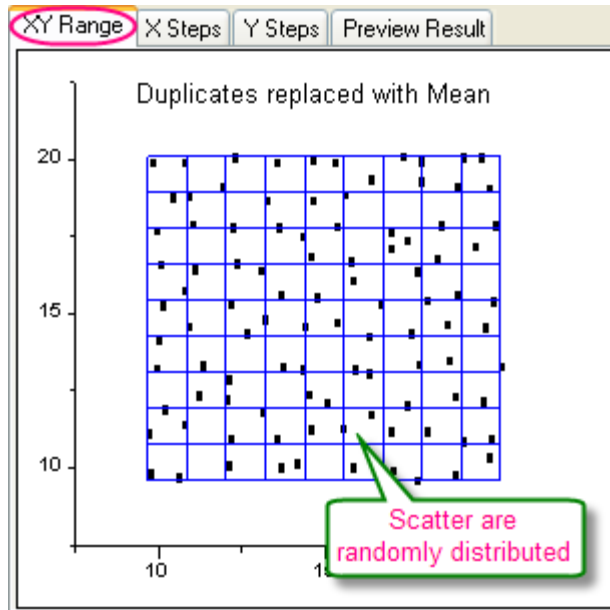 XY Range X Steps Y Steps Preview Result
Duplicates replaced with Mean
20
15
10
Scatter are
randomly distributed
10